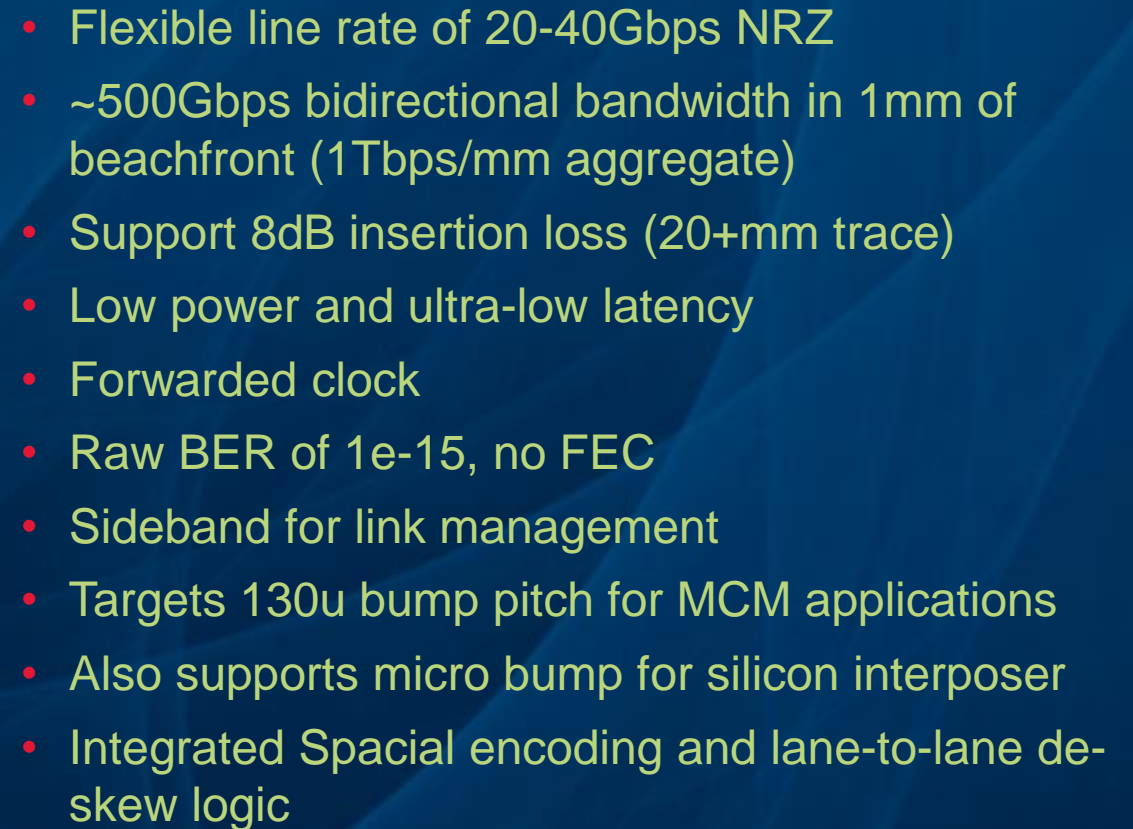 • Flexible line rate of 20-40Gbps NRZ
• ~500Gbps bidirectional bandwidth in 1mm of
beachfront (1Tbps/mm aggregate)
• Support 8dB insertion loss (20+mm trace)
• Low power and ultra-low latency
• Forwarded clock
• Raw BER of 1e-15, no FEC
• Sideband for link management
• Targets 130u bump pitch for MCM applications
• Also supports micro bump for silicon interposer
• Integrated Spacial encoding and lane-to-lane de-
skew logic